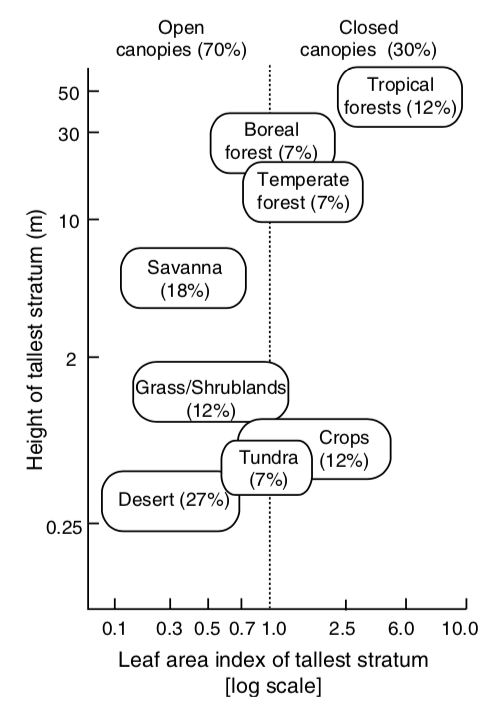 Open
canopies (70%)
Closed
canopies (30%)
Height of tallest stratum (m)
50
30
10
2
0.25
Tropical
forests (12%)
Boreal
forest (7%)
Temperate
forest (7%)
Savanna
(18%)
Grass/Shrublands
(12%)
Crops
(12%)
Tundra
(7%)
Desert (27%)
0.1 0.3 0.5 0.7 1.0 2.5 6.0 10.0
Leaf area index of tallest stratum
[log scale]